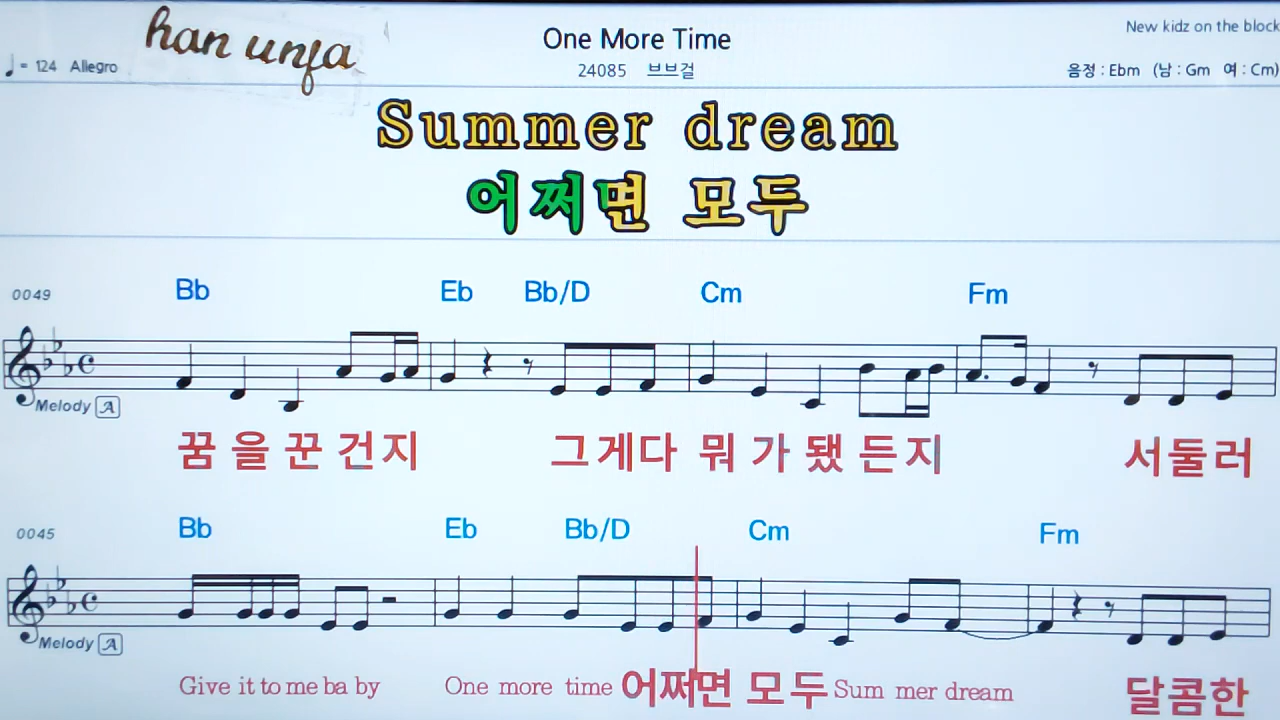 han unfa
One More Time
New kidz on the block
♩= 124 Allegro
24085 브브걸
음정 : Ebm (남 : Gm 여 : Cm)
Summer dream
어쩌면 모두
0049 Bb Eb Bb/D Cm Fm
Melody A
꿈 을 꾼 건지 그게다 뭐 가 됐 든지 서둘러
0045 Bb Eb Bb/D Cm Fm
Melody A
Give it to me ba by One more time 어쩌면 모두 Sum mer dream 달콤한